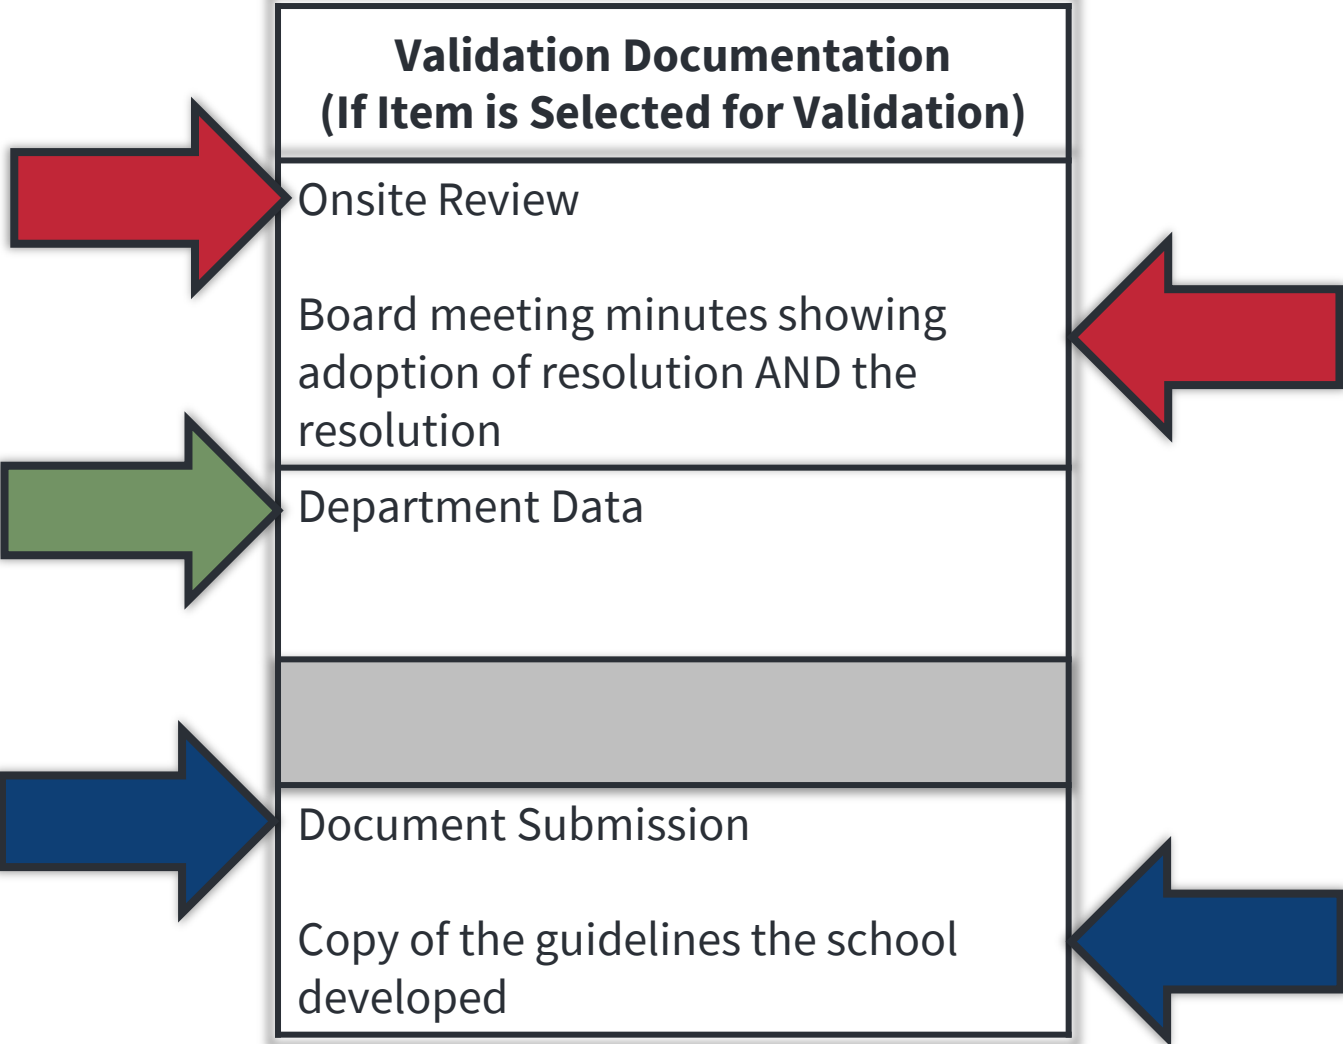 Validation Documentation
(If Item is Selected for Validation)
Onsite Review
Board meeting minutes showing
adoption of resolution AND the
resolution
Department Data
Document Submission
Copy of the guidelines the school
developed